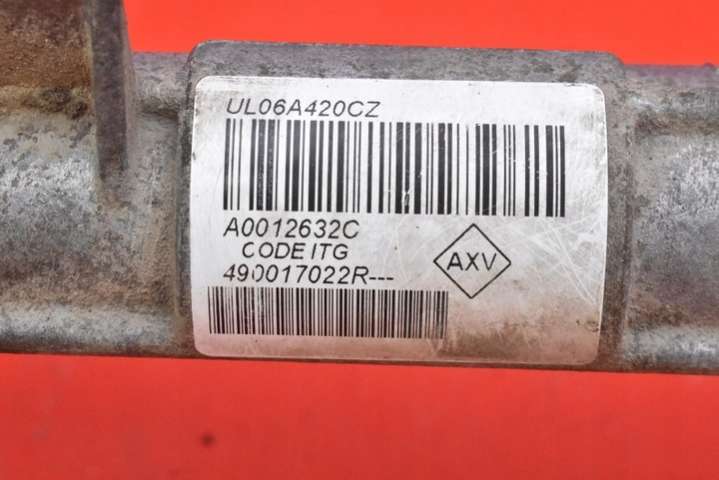 UL06A420CZ
A0012632C
CODE ITG
490017022R---
AXV